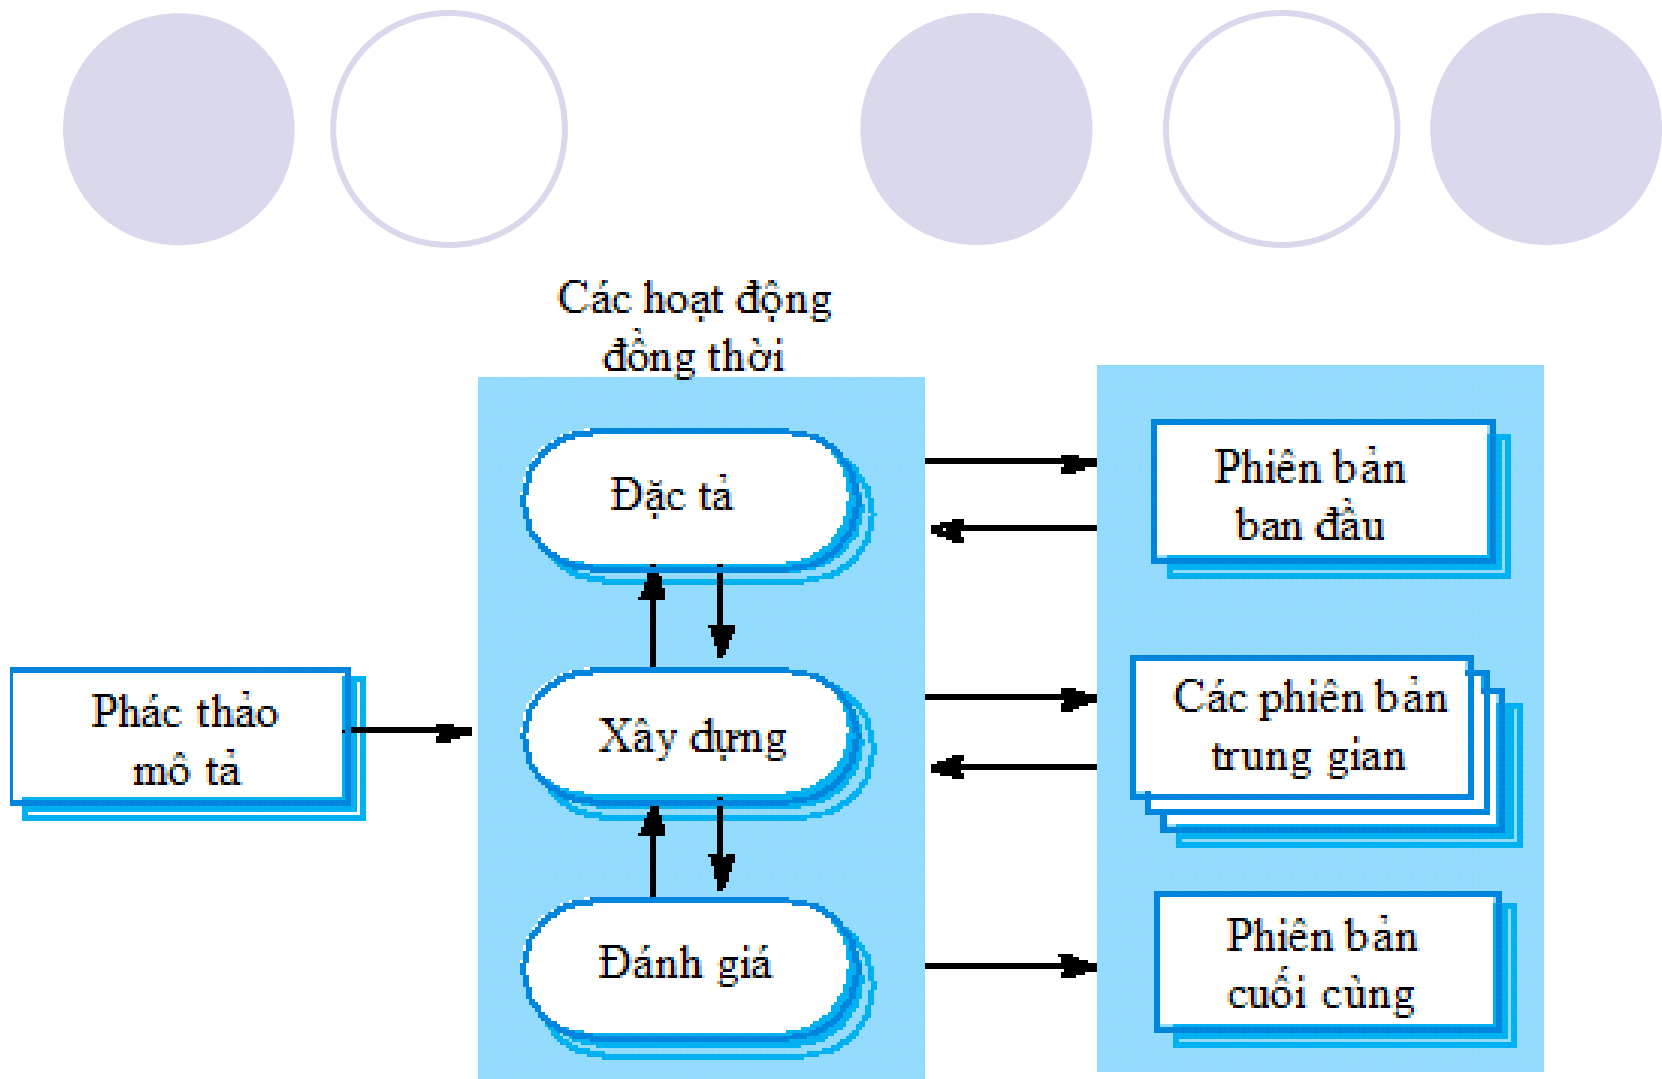 Các hoạt động
đồng thời
Đặc tả
Phiên bản
ban đầu
Phác thảo
mô tả
Xây dựng
Các phiên bản
trung gian
Đánh giá
Phiên bản
cuối cùng